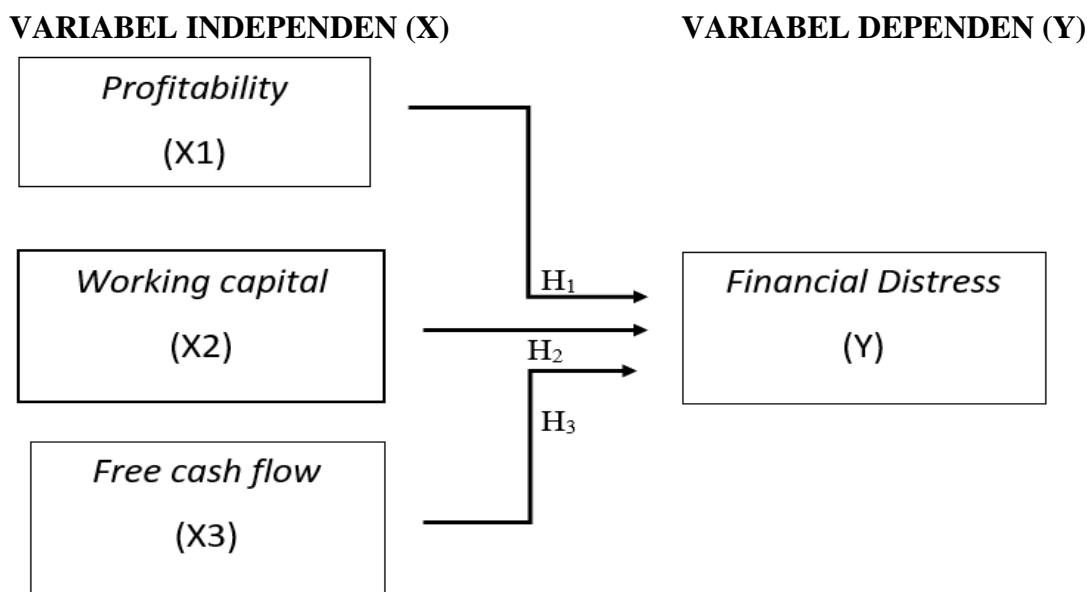 VARIABEL INDEPENDEN (X)
VARIABEL DEPENDEN (Y)
Profitability
(X1)
H₁
Working capital
(X2)
H₂
Financial Distress
(Y)
H₃
Free cash flow
(X3)